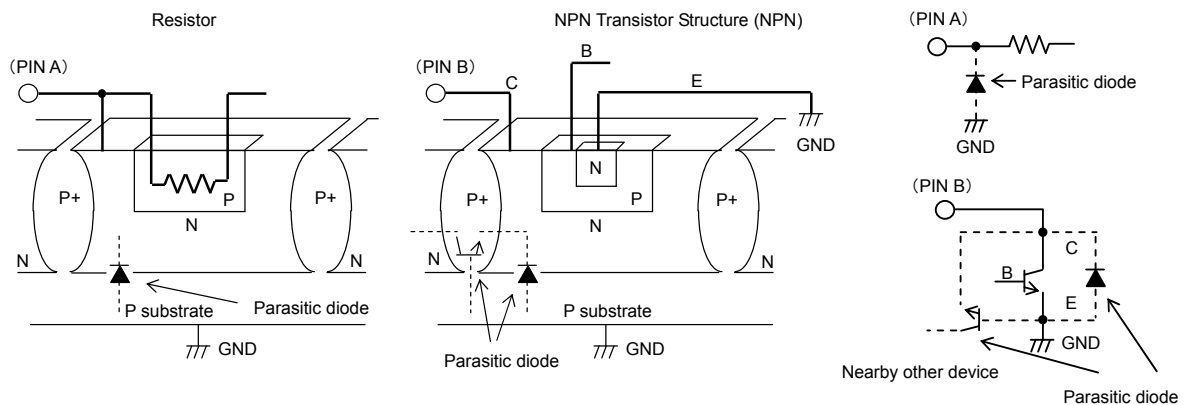 Resistor
(PIN A)
P+
P+
P
N
N
N
Parasitic diode
P substrate
GND
NPN Transistor Structure (NPN)
(PIN B)
C
B
E
GND
P+
P+
N
P
N
N
N
P substrate
Parasitic diode
GND
(PIN A)
Parasitic diode
GND
(PIN B)
C
B
E
GND
Nearby other device
Parasitic diode